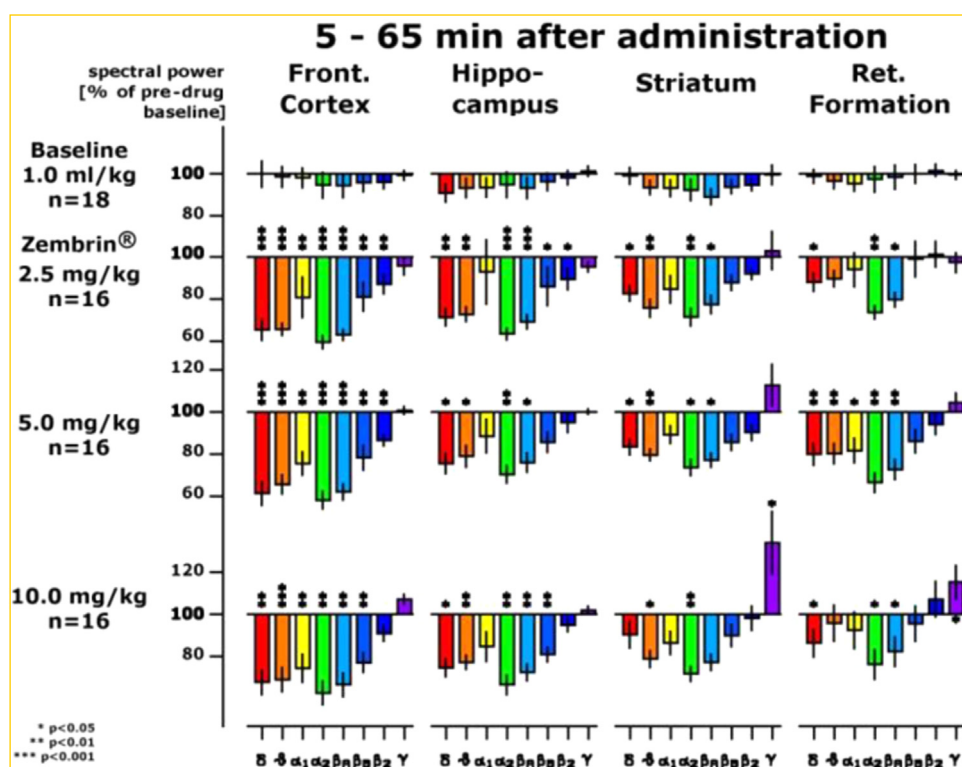 5 - 65 min after administration
spectral power
[% of pre-drug
baseline]
Front.
Cortex
Hippo-
campus
Striatum
Ret.
Formation
Baseline
1.0 ml/kg
n=18
100
80
Zembrin®
2.5 mg/kg
n=16
100
80
60
5.0 mg/kg
n=16
120
100
80
60
10.0 mg/kg
n=16
120
100
80
* p<0.05
** p<0.01
*** p<0.001
δ ϑ α1 α2 βA βB β2 γ
δ ϑ α1 α2 βA βB β2 γ
δ ϑ α1 α2 βA βB β2 γ
δ ϑ α1 α2 βA βB β2 γ